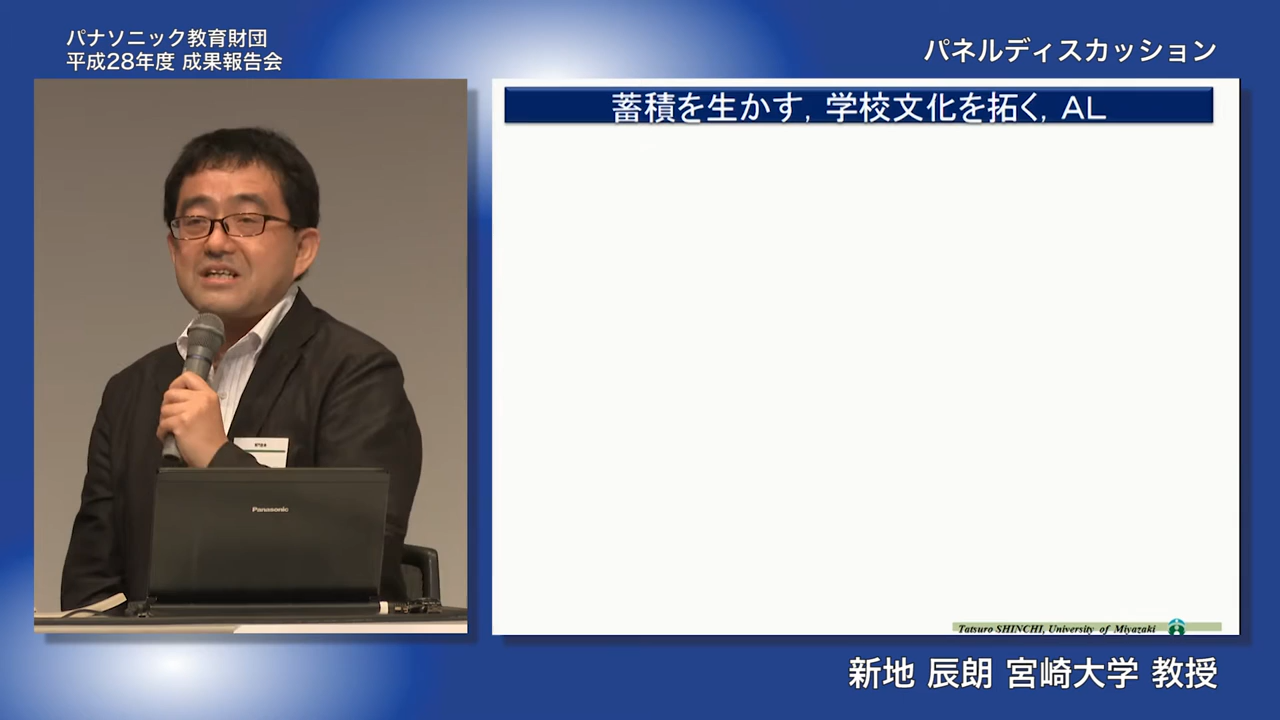 パナソニック教育財団
平成28年度 成果報告会
パネルディスカッション
蓄積を生かす, 学校文化を拓く, AL
Panasonic
Tatsuro SHINCHI, University of Miyazaki
新地 辰朗 宮崎大学 教授